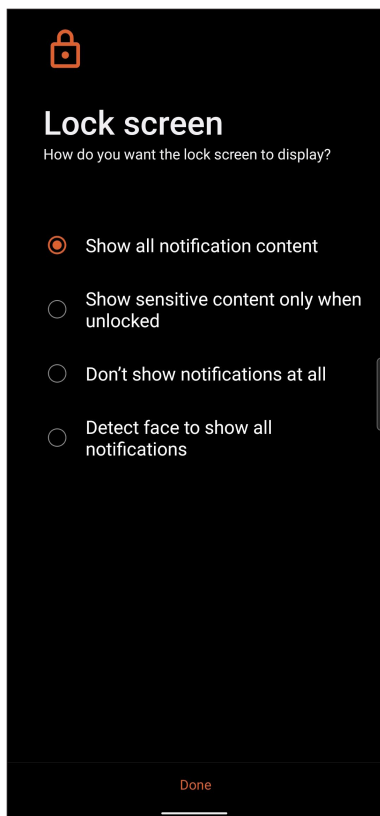 Lock screen
How do you want the lock screen to display?
Show all notification content
Show sensitive content only when
unlocked
Don’t show notifications at all
Detect face to show all
notifications
Done